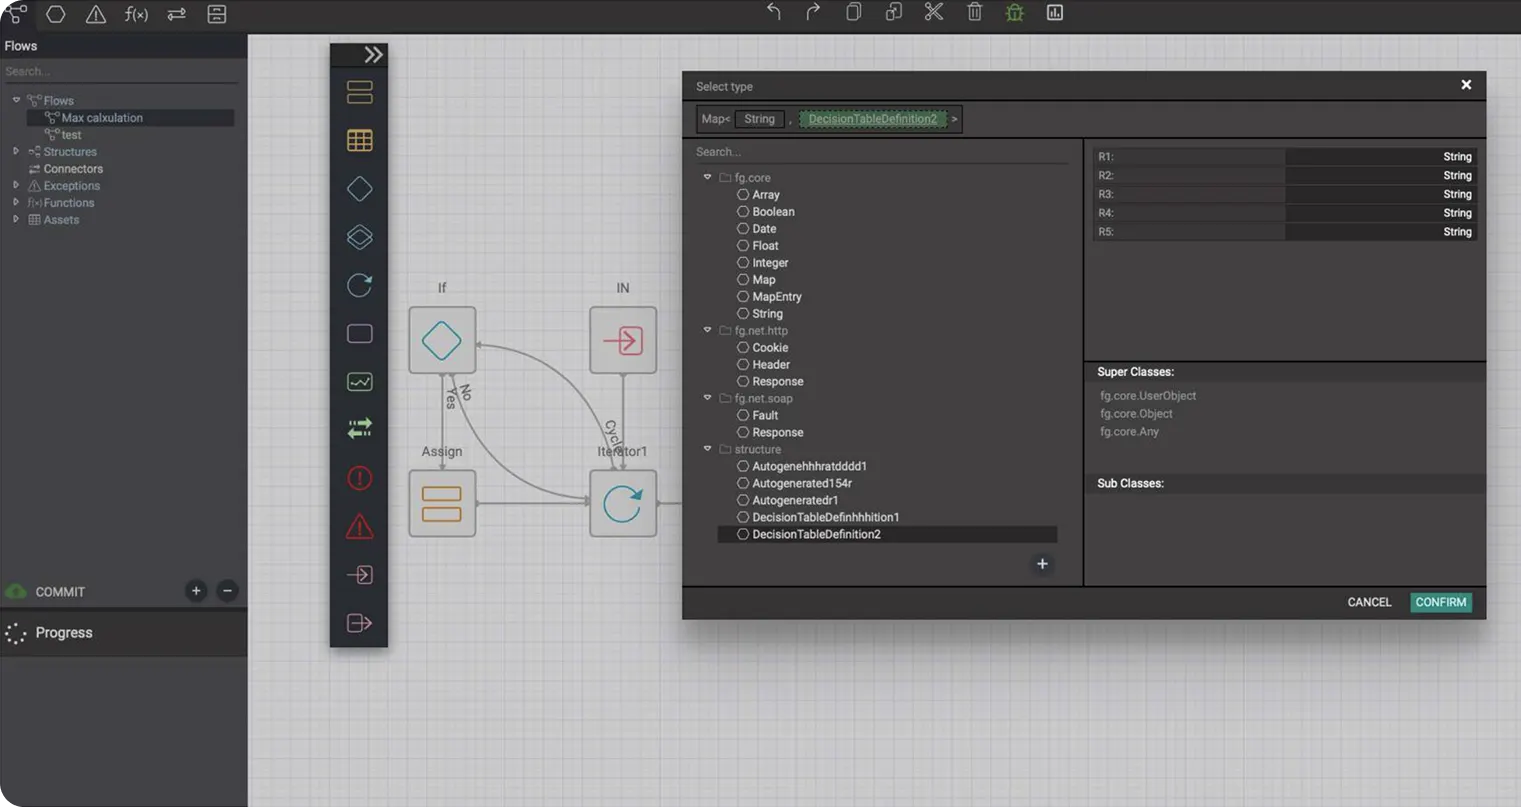 f(x)
Flows
Search...
Flows
Max calxulation
test
Structures
Connectors
Exceptions
f(x) Functions
Assets
COMMIT
+
−
Progress
If
IN
No
Yes
Cycle
Assign
Iterator1
Select type
Map< String , DecisionTableDefinition2 >
Search...
fg.core
Array
Boolean
Date
Float
Integer
Map
MapEntry
String
fg.net.http
Cookie
Header
Response
fg.net.soap
Fault
Response
structure
Autogenehhhratdddd1
Autogenerated154r
Autogeneratedr1
DecisionTableDefinhhhition1
DecisionTableDefinition2
+
R1: String
R2: String
R3: String
R4: String
R5: String
Super Classes:
fg.core.UserObject
fg.core.Object
fg.core.Any
Sub Classes:
CANCEL
CONFIRM